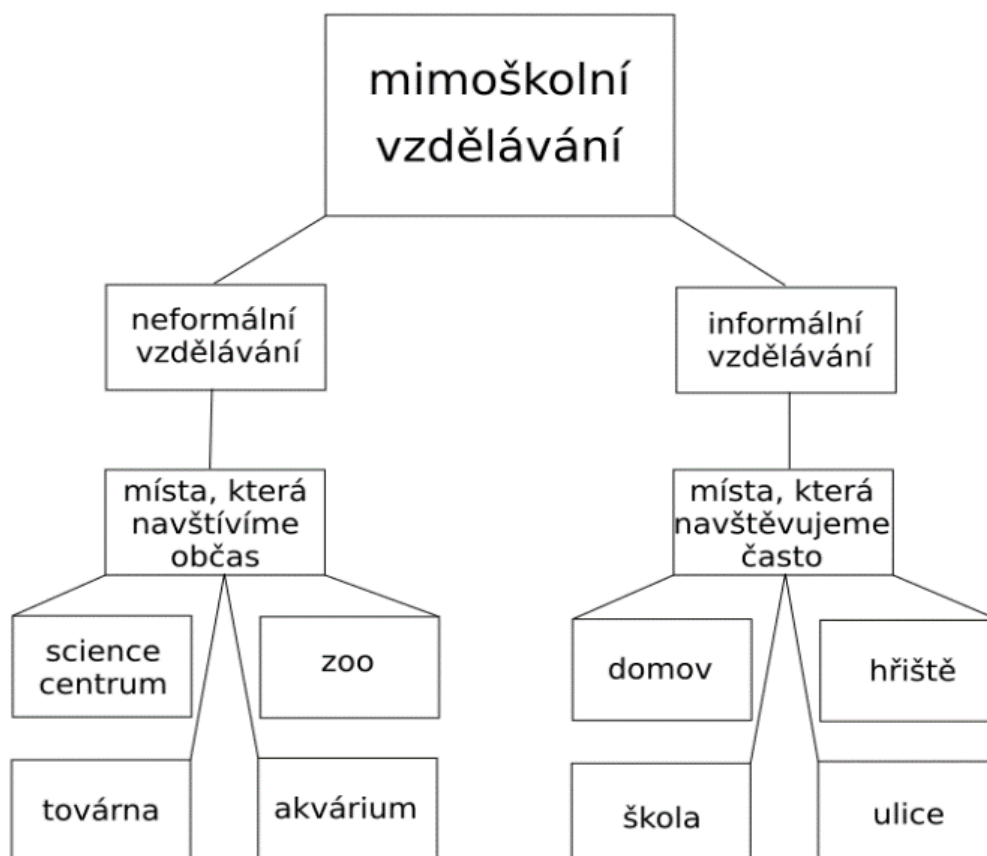 mimoškolní
vzdělávání
neformální
vzdělávání
informální
vzdělávání
místa, která
navštívíme
občas
místa, která
navštěvujeme
často
science
centrum
zoo
domov
hřiště
továrna
akvárium
škola
ulice